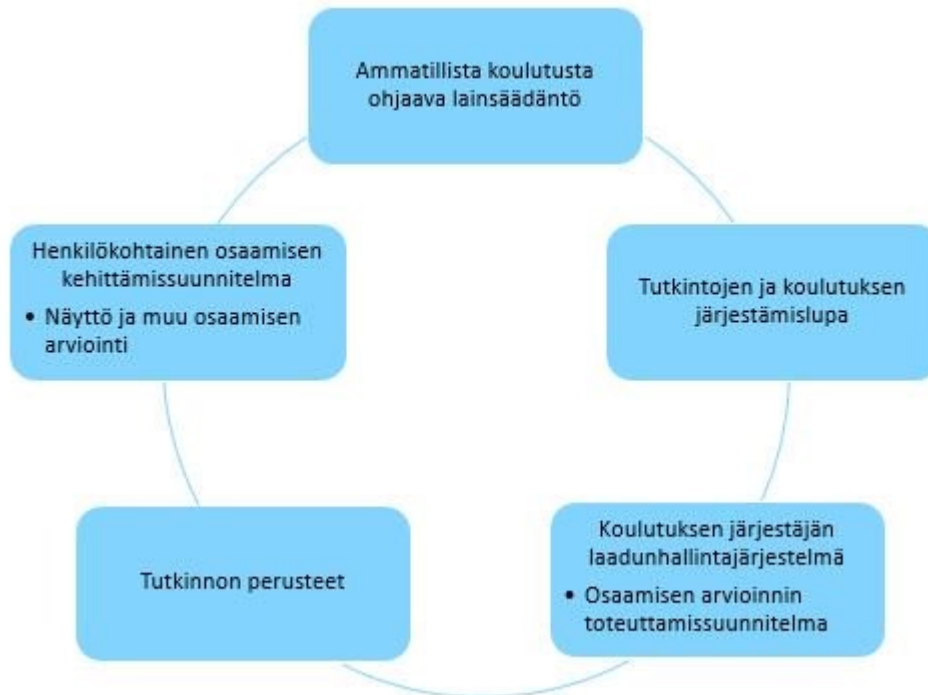 Ammatillista koulutusta
ohjaava lainsäädäntö
Tutkintojen ja koulutuksen
järjestämislupa
Koulutuksen järjestäjän
laadunhallintajärjestelmä
• Osaamisen arvioinnin
toteuttamissuunnitelma
Tutkinnon perusteet
Henkilökohtainen osaamisen
kehittämissuunnitelma
• Näyttö ja muu osaamisen
arviointi